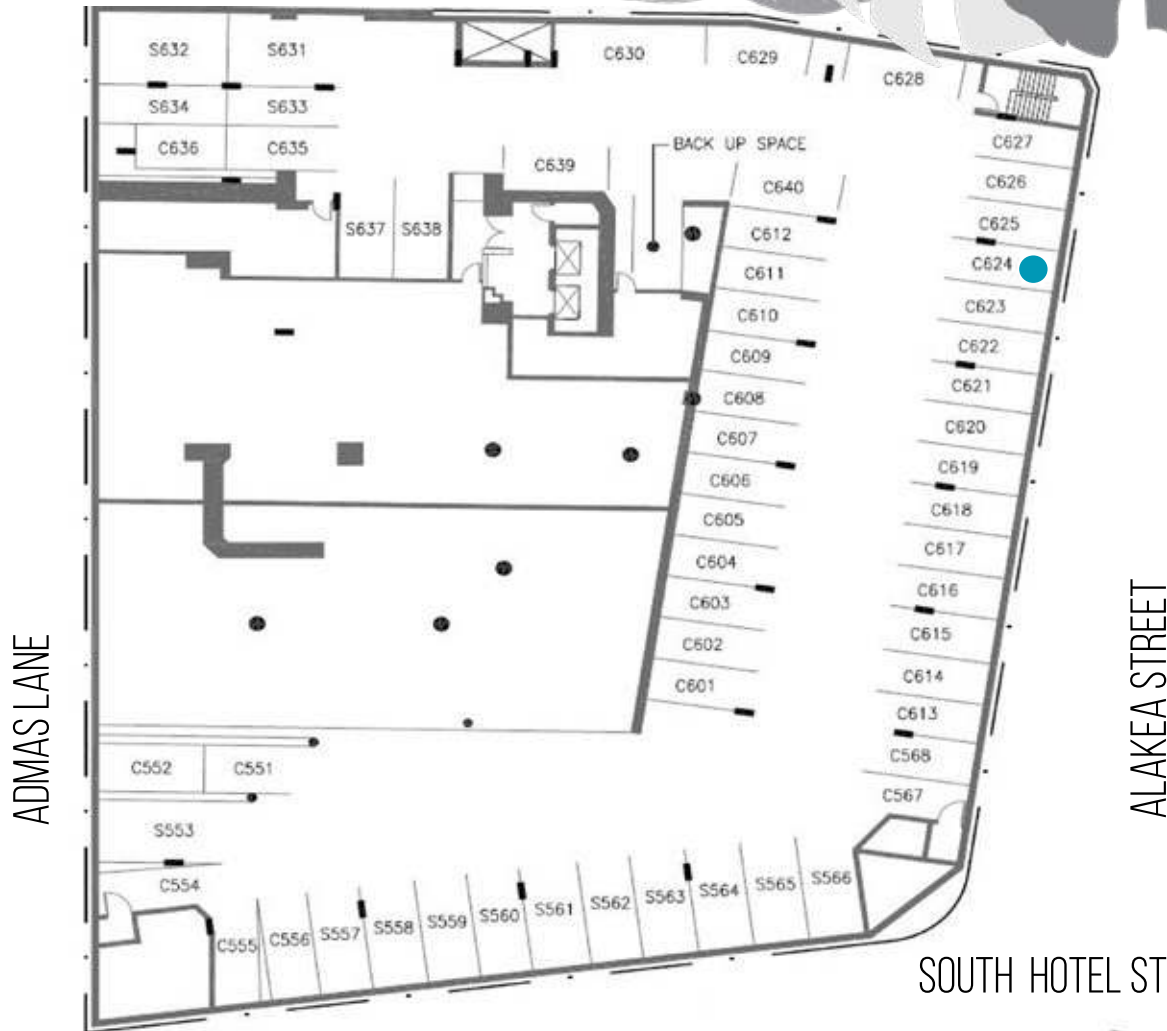 S632 S631
C630 C629 C628
S634 S633
C636 C635
C639
BACK UP SPACE
C627
C640
C626
S637 S638
C612
C625
C611
C624
C610
C623
C609
C622
C608
C621
C607
C620
C606
C619
C605
C618
C604
C617
C603
C616
C602
C615
C601
C614
C613
C568
C567
C552 C551
S553
C554
C555 C556 S557 S558 S559 S560 S561 S562 S563 S564 S565 S566
ADMAS LANE
ALAKEA STREET
SOUTH HOTEL ST